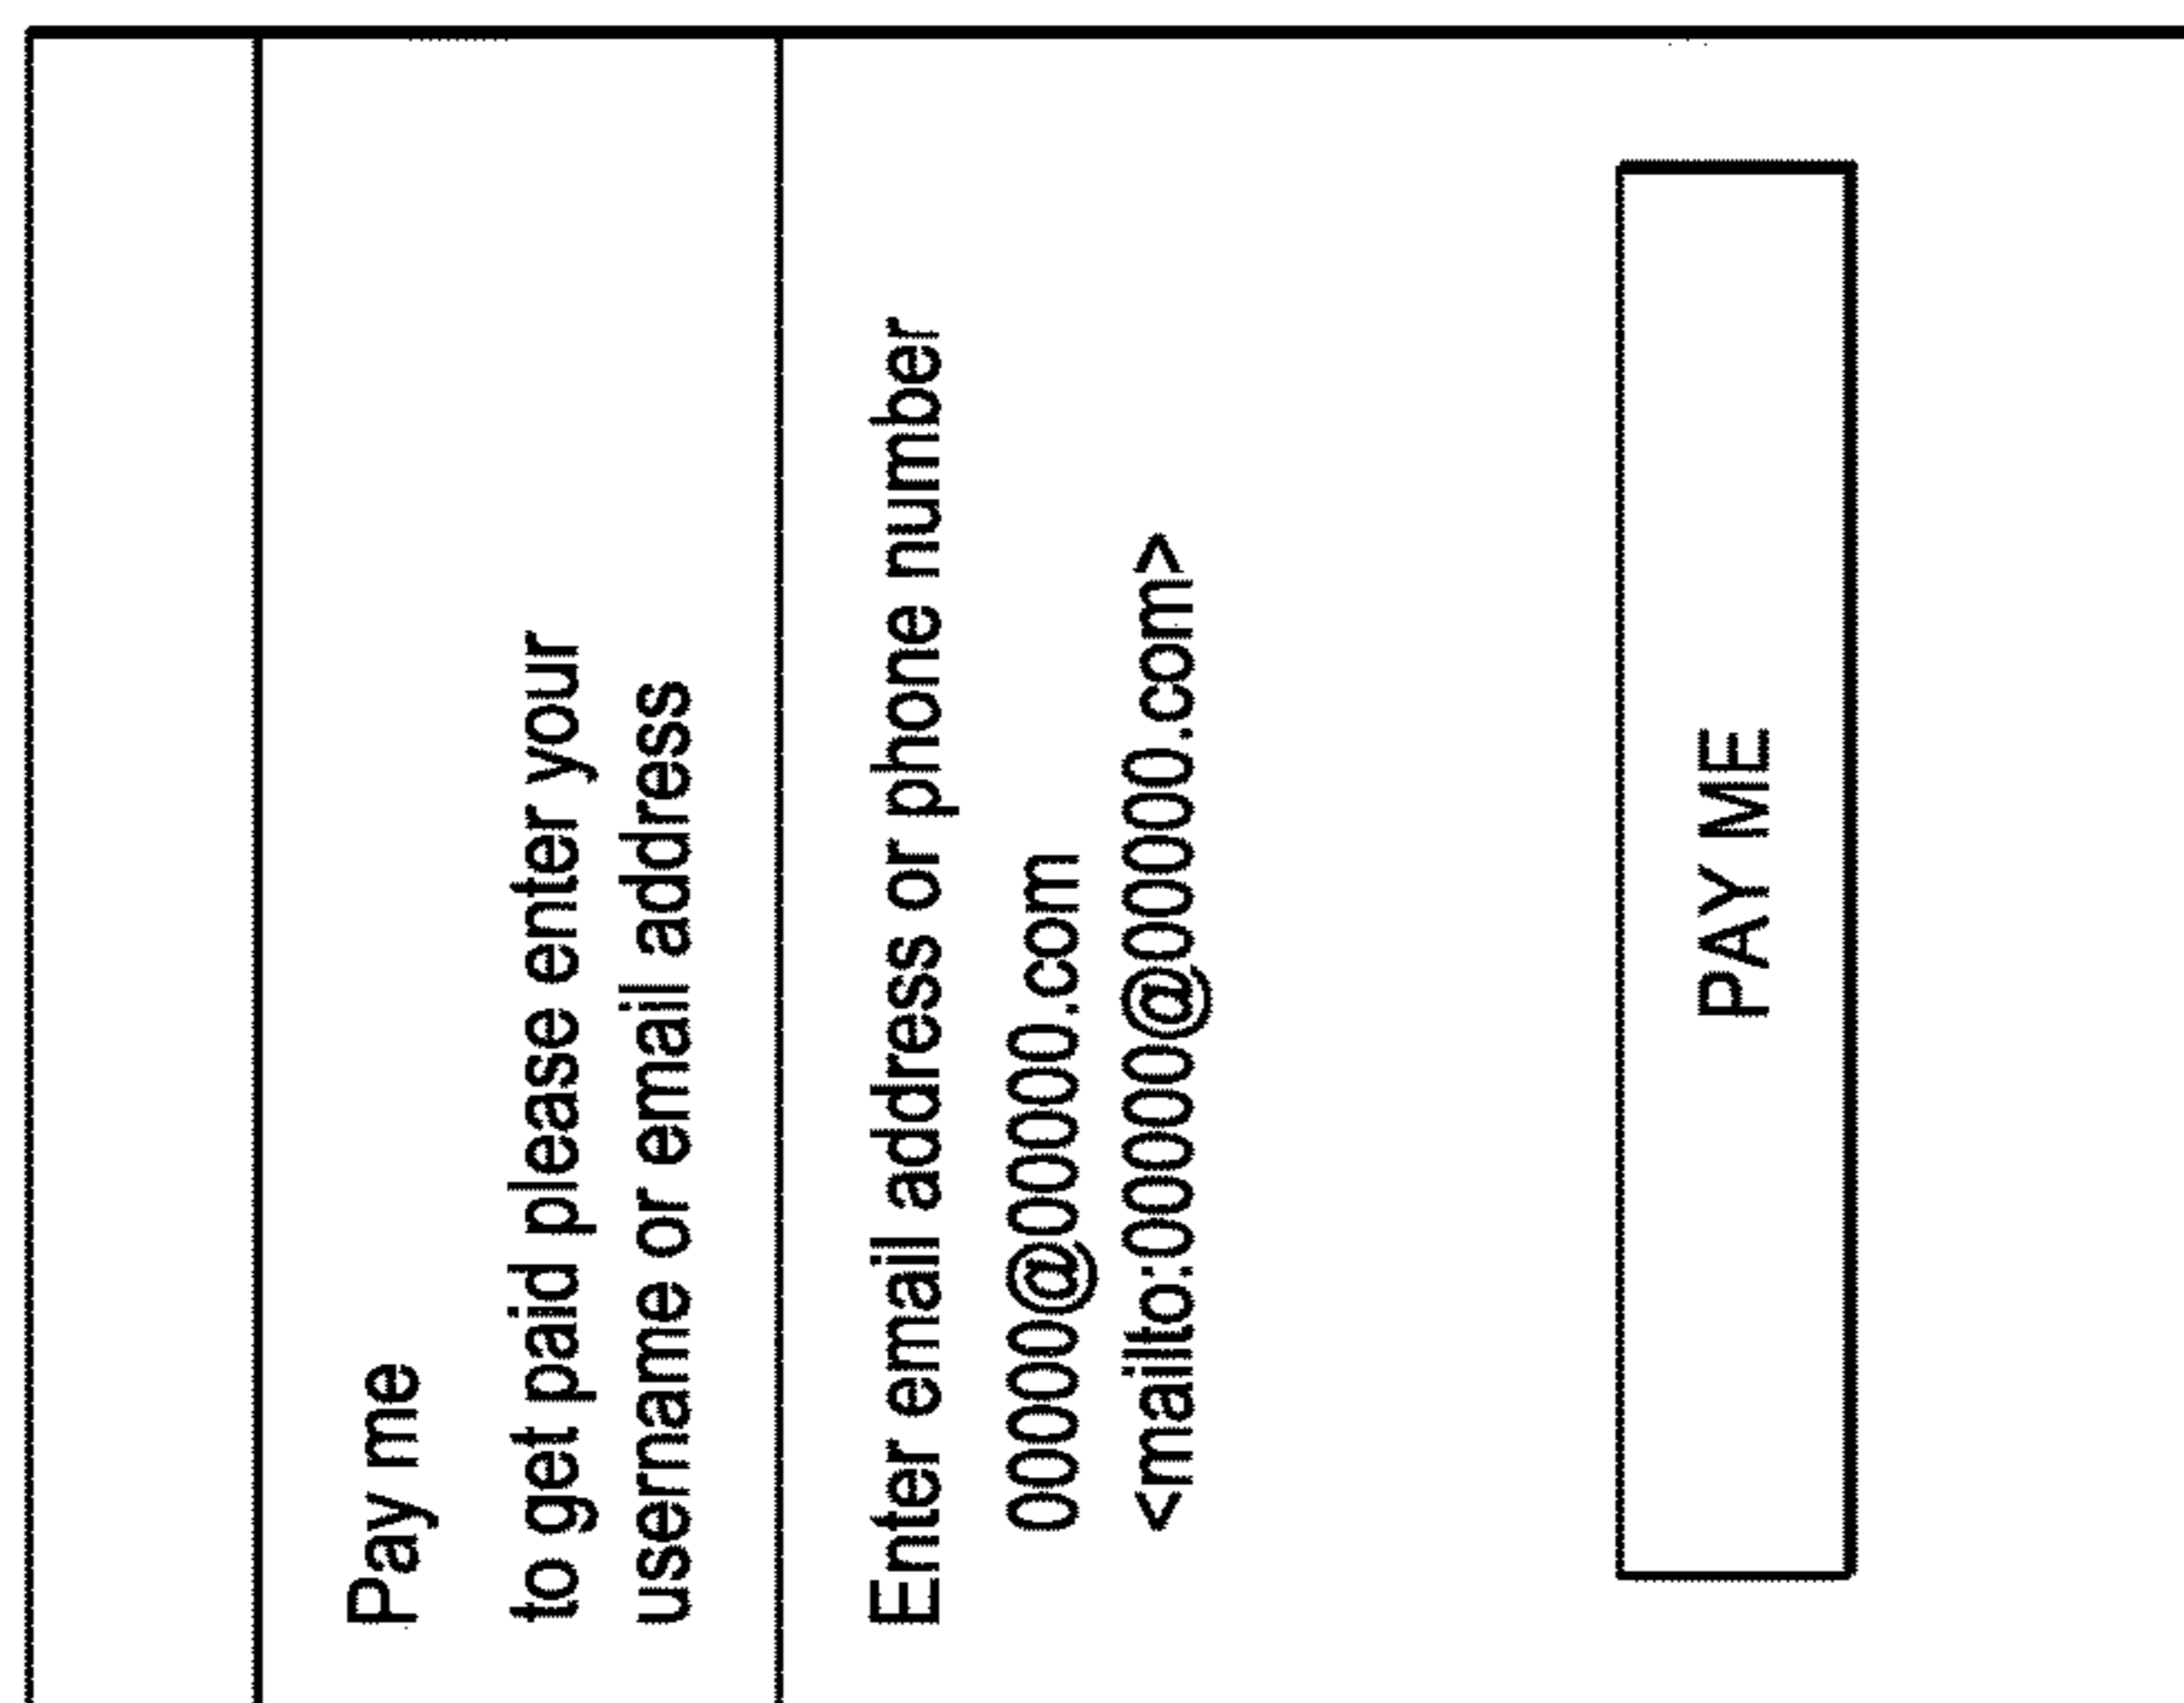 Pay me
to get paid please enter your
username or email address
Enter email address or phone number
00000@00000.com
<mailto:00000@00000.com>
PAY ME